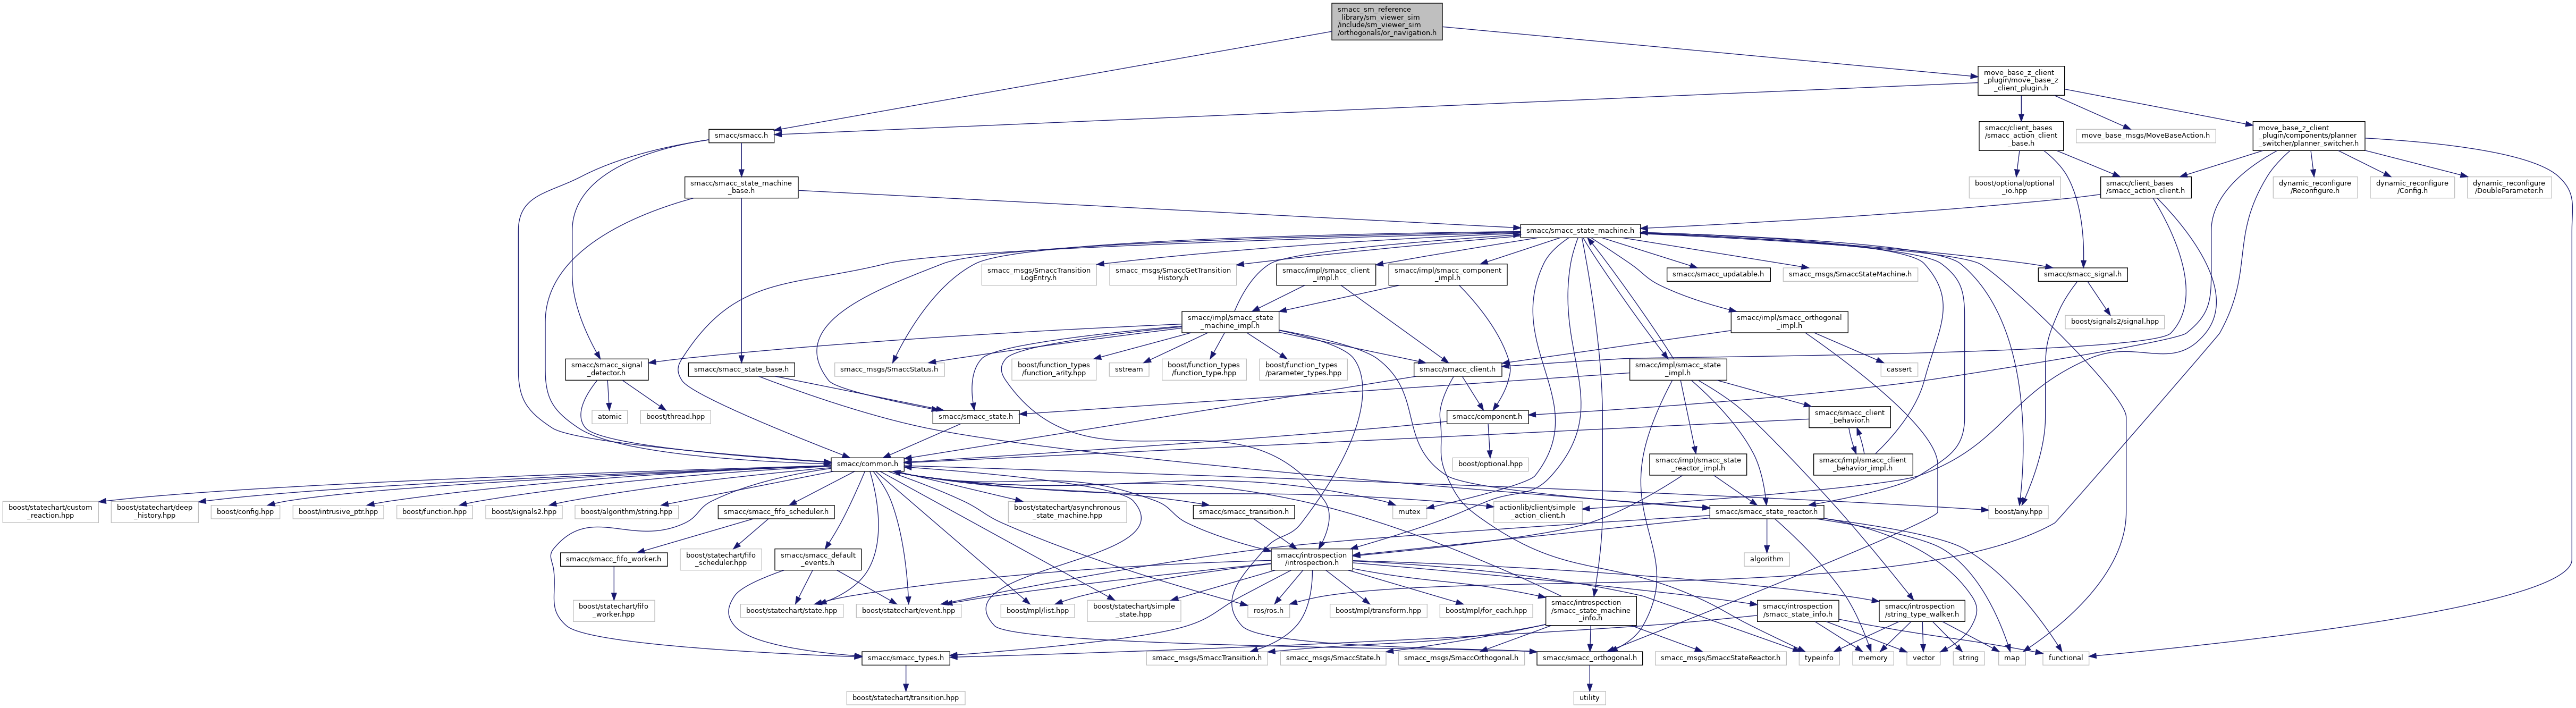 smacc_sm_reference
_library/sm_viewer_sim
/include/sm_viewer_sim
/orthogonals/or_navigation.h
move_base_z_client
_plugin/move_base_z
_client_plugin.h
smacc/smacc.h
smacc/client_bases
/smacc_action_client
_base.h
move_base_msgs/MoveBaseAction.h
move_base_z_client
_plugin/components/planner
_switcher/planner_switcher.h
smacc/smacc_state_machine
_base.h
boost/optional/optional
_io.hpp
smacc/client_bases
/smacc_action_client.h
dynamic_reconfigure
/Reconfigure.h
dynamic_reconfigure
/Config.h
dynamic_reconfigure
/DoubleParameter.h
smacc/smacc_state_machine.h
smacc_msgs/SmaccTransition
LogEntry.h
smacc_msgs/SmaccGetTransition
History.h
smacc/impl/smacc_client
_impl.h
smacc/impl/smacc_component
_impl.h
smacc/smacc_updatable.h
smacc_msgs/SmaccStateMachine.h
smacc/smacc_signal.h
smacc/impl/smacc_state
_machine_impl.h
smacc/impl/smacc_orthogonal
_impl.h
boost/signals2/signal.hpp
smacc/smacc_signal
_detector.h
smacc/smacc_state_base.h
smacc_msgs/SmaccStatus.h
boost/function_types
/function_arity.hpp
sstream
boost/function_types
/function_type.hpp
boost/function_types
/parameter_types.hpp
smacc/smacc_client.h
smacc/impl/smacc_state
_impl.h
cassert
atomic
boost/thread.hpp
smacc/smacc_state.h
smacc/component.h
smacc/smacc_client
_behavior.h
smacc/common.h
boost/optional.hpp
smacc/impl/smacc_state
_reactor_impl.h
smacc/impl/smacc_client
_behavior_impl.h
boost/statechart/custom
_reaction.hpp
boost/statechart/deep
_history.hpp
boost/config.hpp
boost/intrusive_ptr.hpp
boost/function.hpp
boost/signals2.hpp
boost/algorithm/string.hpp
smacc/smacc_fifo_scheduler.h
boost/statechart/asynchronous
_state_machine.hpp
smacc/smacc_transition.h
mutex
actionlib/client/simple
_action_client.h
smacc/smacc_state_reactor.h
boost/any.hpp
smacc/smacc_fifo_worker.h
boost/statechart/fifo
_scheduler.hpp
smacc/smacc_default
_events.h
smacc/introspection
/introspection.h
algorithm
boost/statechart/fifo
_worker.hpp
boost/statechart/state.hpp
boost/statechart/event.hpp
boost/mpl/list.hpp
boost/statechart/simple
_state.hpp
ros/ros.h
boost/mpl/transform.hpp
boost/mpl/for_each.hpp
smacc/introspection
/smacc_state_machine
_info.h
smacc/introspection
/smacc_state_info.h
smacc/introspection
/string_type_walker.h
smacc/smacc_types.h
smacc_msgs/SmaccTransition.h
smacc_msgs/SmaccState.h
smacc_msgs/SmaccOrthogonal.h
smacc/smacc_orthogonal.h
smacc_msgs/SmaccStateReactor.h
typeinfo
memory
vector
string
map
functional
boost/statechart/transition.hpp
utility